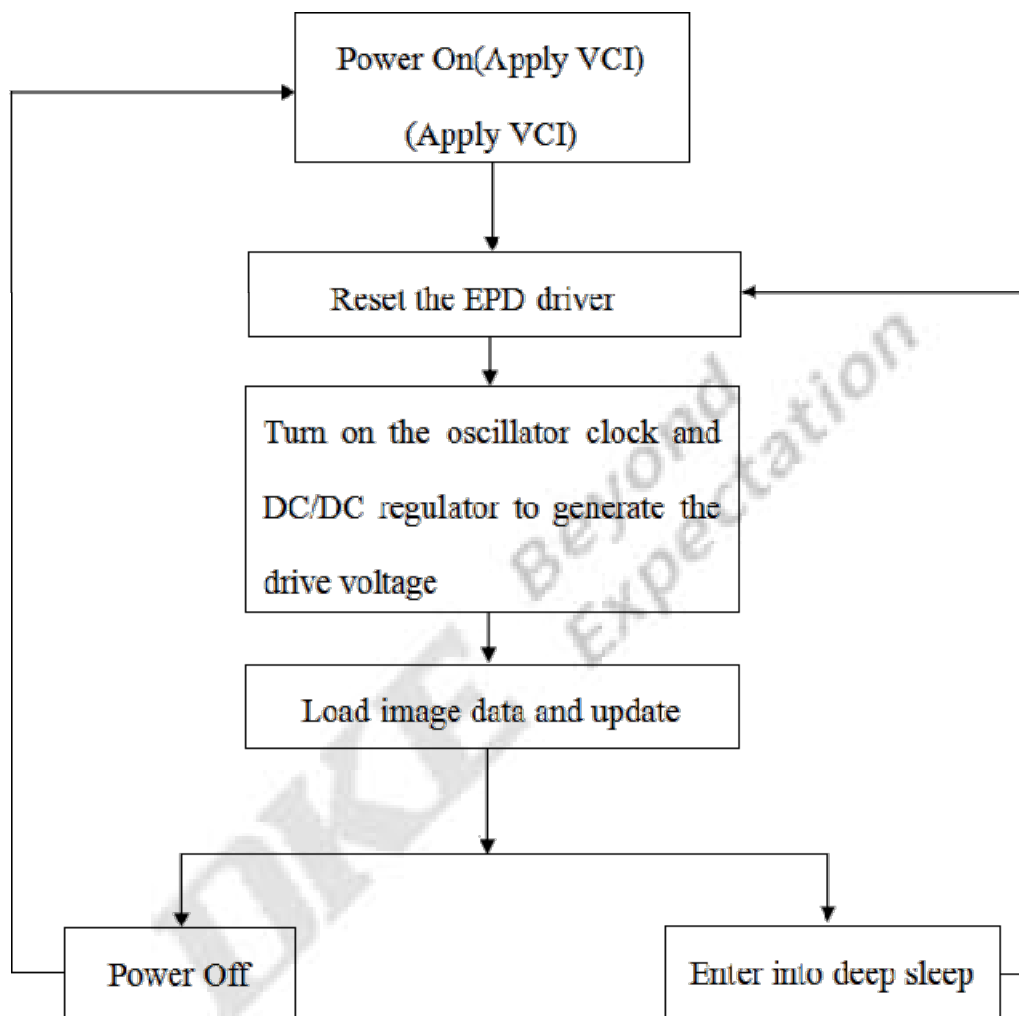 Power On(Apply VCI)
(Apply VCI)
Reset the EPD driver
Turn on the oscillator clock and
DC/DC regulator to generate the
drive voltage
Load image data and update
Power Off
Enter into deep sleep
DKE
Beyond
Expectation